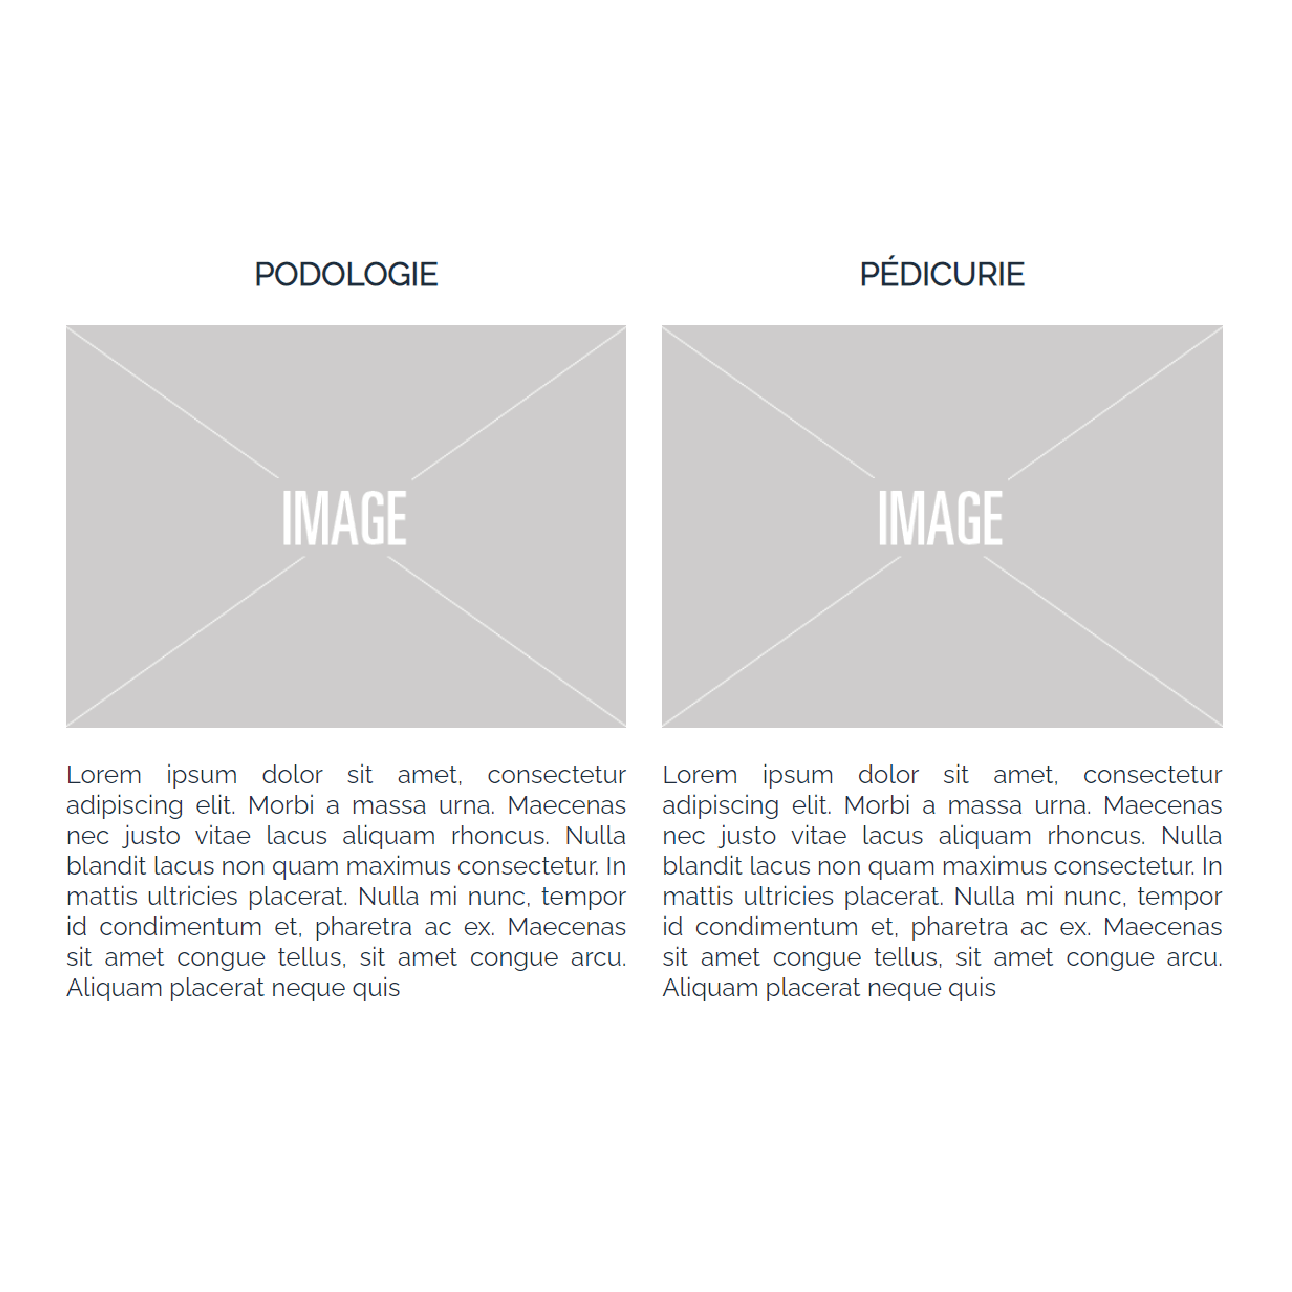 PODOLOGIE
IMAGE
Lorem ipsum dolor sit amet, consectetur
adipiscing elit. Morbi a massa urna. Maecenas
nec justo vitae lacus aliquam rhoncus. Nulla
blandit lacus non quam maximus consectetur. In
mattis ultricies placerat. Nulla mi nunc, tempor
id condimentum et, pharetra ac ex. Maecenas
sit amet congue tellus, sit amet congue arcu.
Aliquam placerat neque quis
PÉDICURIE
IMAGE
Lorem ipsum dolor sit amet, consectetur
adipiscing elit. Morbi a massa urna. Maecenas
nec justo vitae lacus aliquam rhoncus. Nulla
blandit lacus non quam maximus consectetur. In
mattis ultricies placerat. Nulla mi nunc, tempor
id condimentum et, pharetra ac ex. Maecenas
sit amet congue tellus, sit amet congue arcu.
Aliquam placerat neque quis